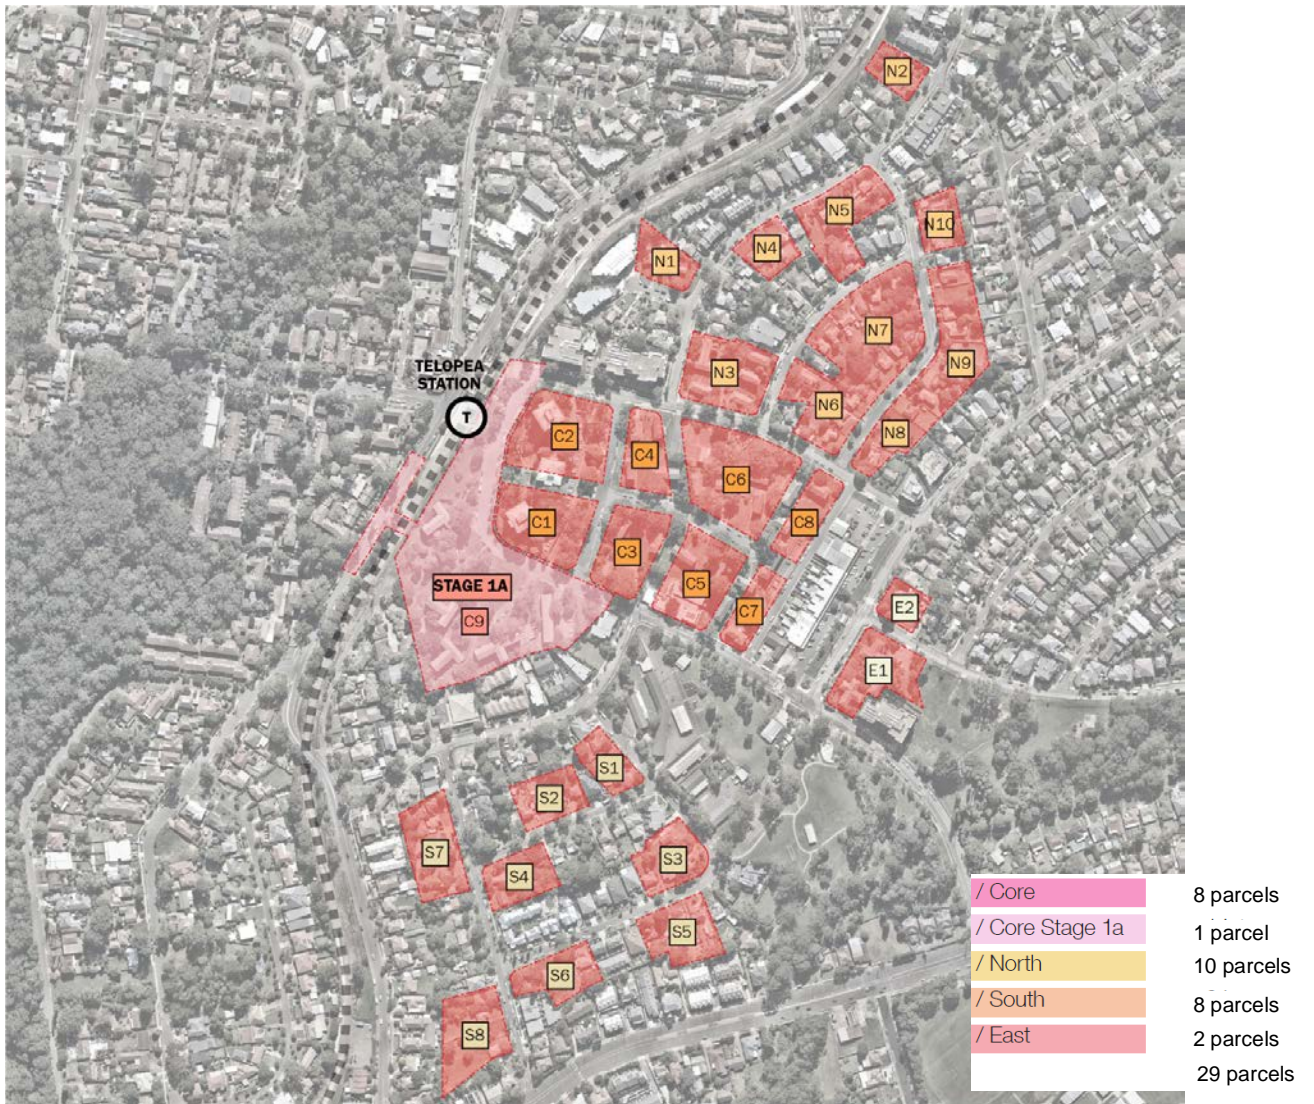 N2
N5
N10
N4
N1
N7
N9
N3
TELOPEA
STATION
T
N6
N8
C2
C4
C6
C1
C8
C3
STAGE 1A
C5
C9
C7
E2
E1
S1
S2
S7
S3
S4
S5
S6
S8
/ Core 8 parcels
/ Core Stage 1a 1 parcel
/ North 10 parcels
/ South 8 parcels
/ East 2 parcels
29 parcels